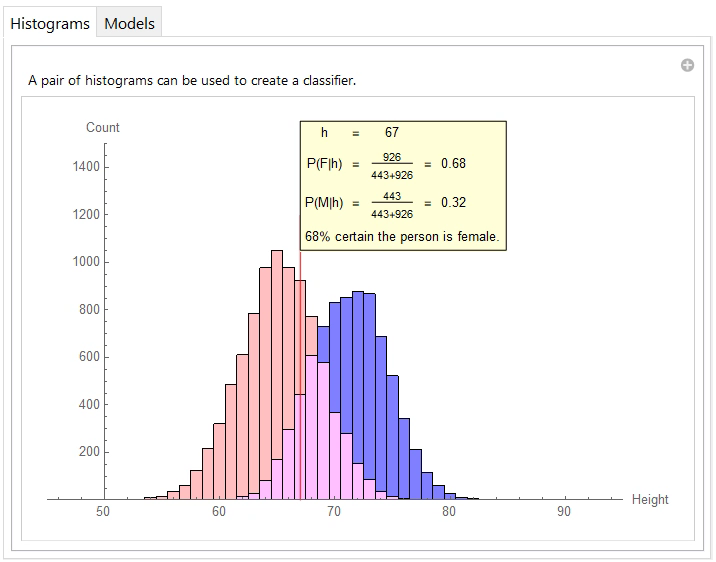 Histograms Models
A pair of histograms can be used to create a classifier.
Count
1400
1200
1000
800
600
400
200
h = 67
P(F|h) = 926/443+926 = 0.68
P(M|h) = 443/443+926 = 0.32
68% certain the person is female.
50 60 70 80 90
Height